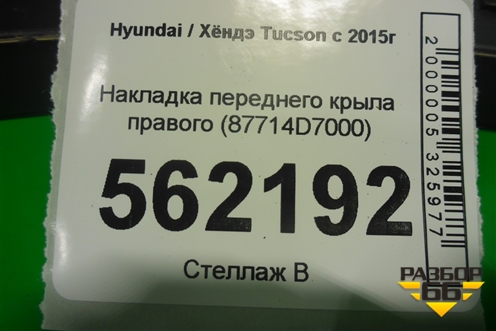 Hyundai / Хёндэ Tucson с 2015г
Накладка переднего крыла
правого (87714D7000)
562192
Стеллаж В
2000005325977
РАЗБОР
66